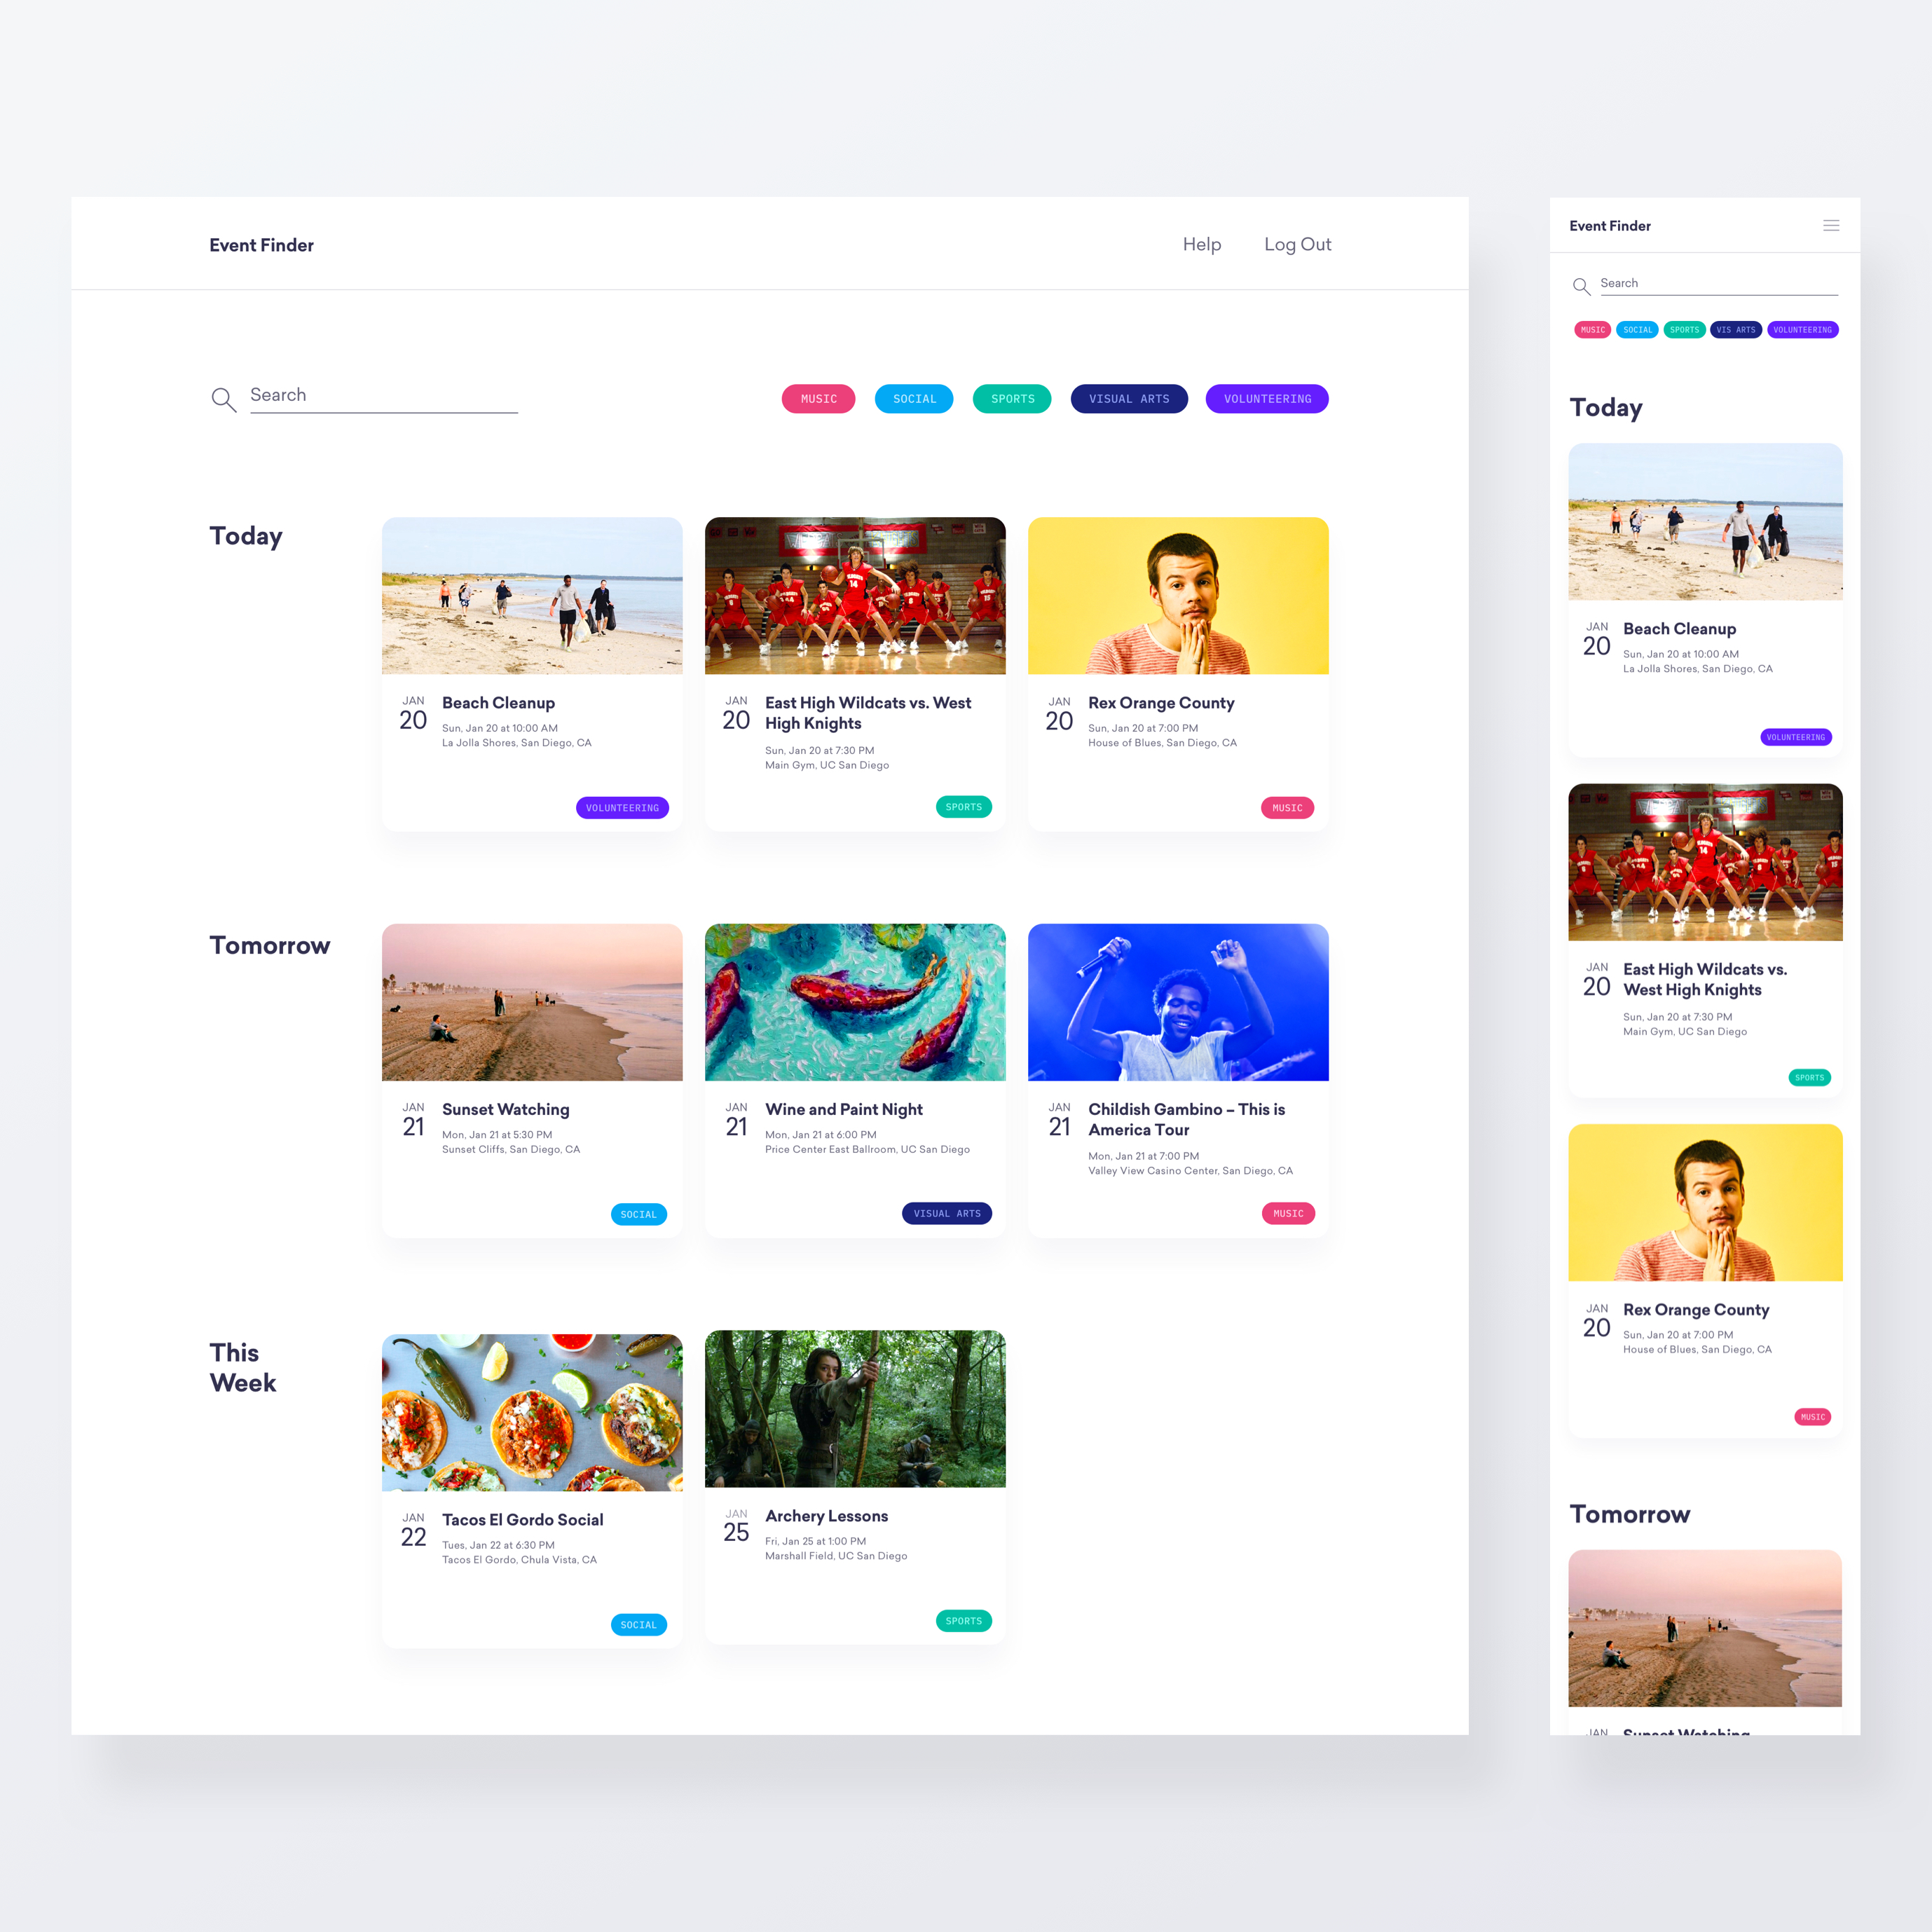 Event Finder
Help
Log Out
Search
MUSIC
SOCIAL
SPORTS
VISUAL ARTS
VOLUNTEERING
Today
JAN
20
Beach Cleanup
Sun, Jan 20 at 10:00 AM
La Jolla Shores, San Diego, CA
VOLUNTEERING
14
JAN
20
East High Wildcats vs. West
High Knights
Sun, Jan 20 at 7:30 PM
Main Gym, UC San Diego
SPORTS
JAN
20
Rex Orange County
Sun, Jan 20 at 7:00 PM
House of Blues, San Diego, CA
MUSIC
Tomorrow
JAN
21
Sunset Watching
Mon, Jan 21 at 5:30 PM
Sunset Cliffs, San Diego, CA
SOCIAL
JAN
21
Wine and Paint Night
Mon, Jan 21 at 6:00 PM
Price Center East Ballroom, UC San Diego
VISUAL ARTS
JAN
21
Childish Gambino – This is
America Tour
Mon, Jan 21 at 7:00 PM
Valley View Casino Center, San Diego, CA
MUSIC
This
Week
JAN
22
Tacos El Gordo Social
Tues, Jan 22 at 6:30 PM
Tacos El Gordo, Chula Vista, CA
SOCIAL
JAN
25
Archery Lessons
Fri, Jan 25 at 1:00 PM
Marshall Field, UC San Diego
SPORTS
Event Finder
Search
MUSIC
SOCIAL
SPORTS
VIS ARTS
VOLUNTEERING
Today
JAN
20
Beach Cleanup
Sun, Jan 20 at 10:00 AM
La Jolla Shores, San Diego, CA
VOLUNTEERING
14
JAN
20
East High Wildcats vs.
West High Knights
Sun, Jan 20 at 7:30 PM
Main Gym, UC San Diego
SPORTS
JAN
20
Rex Orange County
Sun, Jan 20 at 7:00 PM
House of Blues, San Diego, CA
MUSIC
Tomorrow
JAN
Sunset Watching